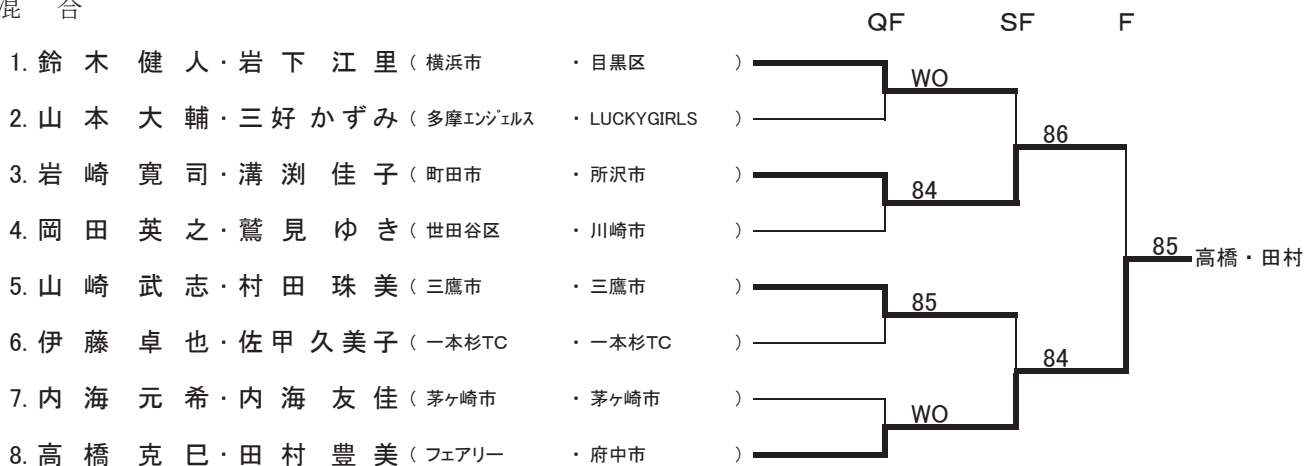 混 合
QF SF F
1. 鈴木 健人・岩下 江里 ( 横浜市 ・ 目黒区 )
WO
2. 山本 大輔・三好 かずみ ( 多摩エンジェルス ・ LUCKYGIRLS )
86
3. 岩崎 寛司・溝渕 佳子 ( 町田市 ・ 所沢市 )
84
4. 岡田 英之・鷲見 ゆき ( 世田谷区 ・ 川崎市 )
85 高橋・田村
5. 山崎 武志・村田 珠美 ( 三鷹市 ・ 三鷹市 )
85
6. 伊藤 卓也・佐甲 久美子 ( 一本杉TC ・ 一本杉TC )
84
7. 内海 元希・内海 友佳 ( 茅ヶ崎市 ・ 茅ヶ崎市 )
WO
8. 高橋 克巳・田村 豊美 ( フェアリー ・ 府中市 )